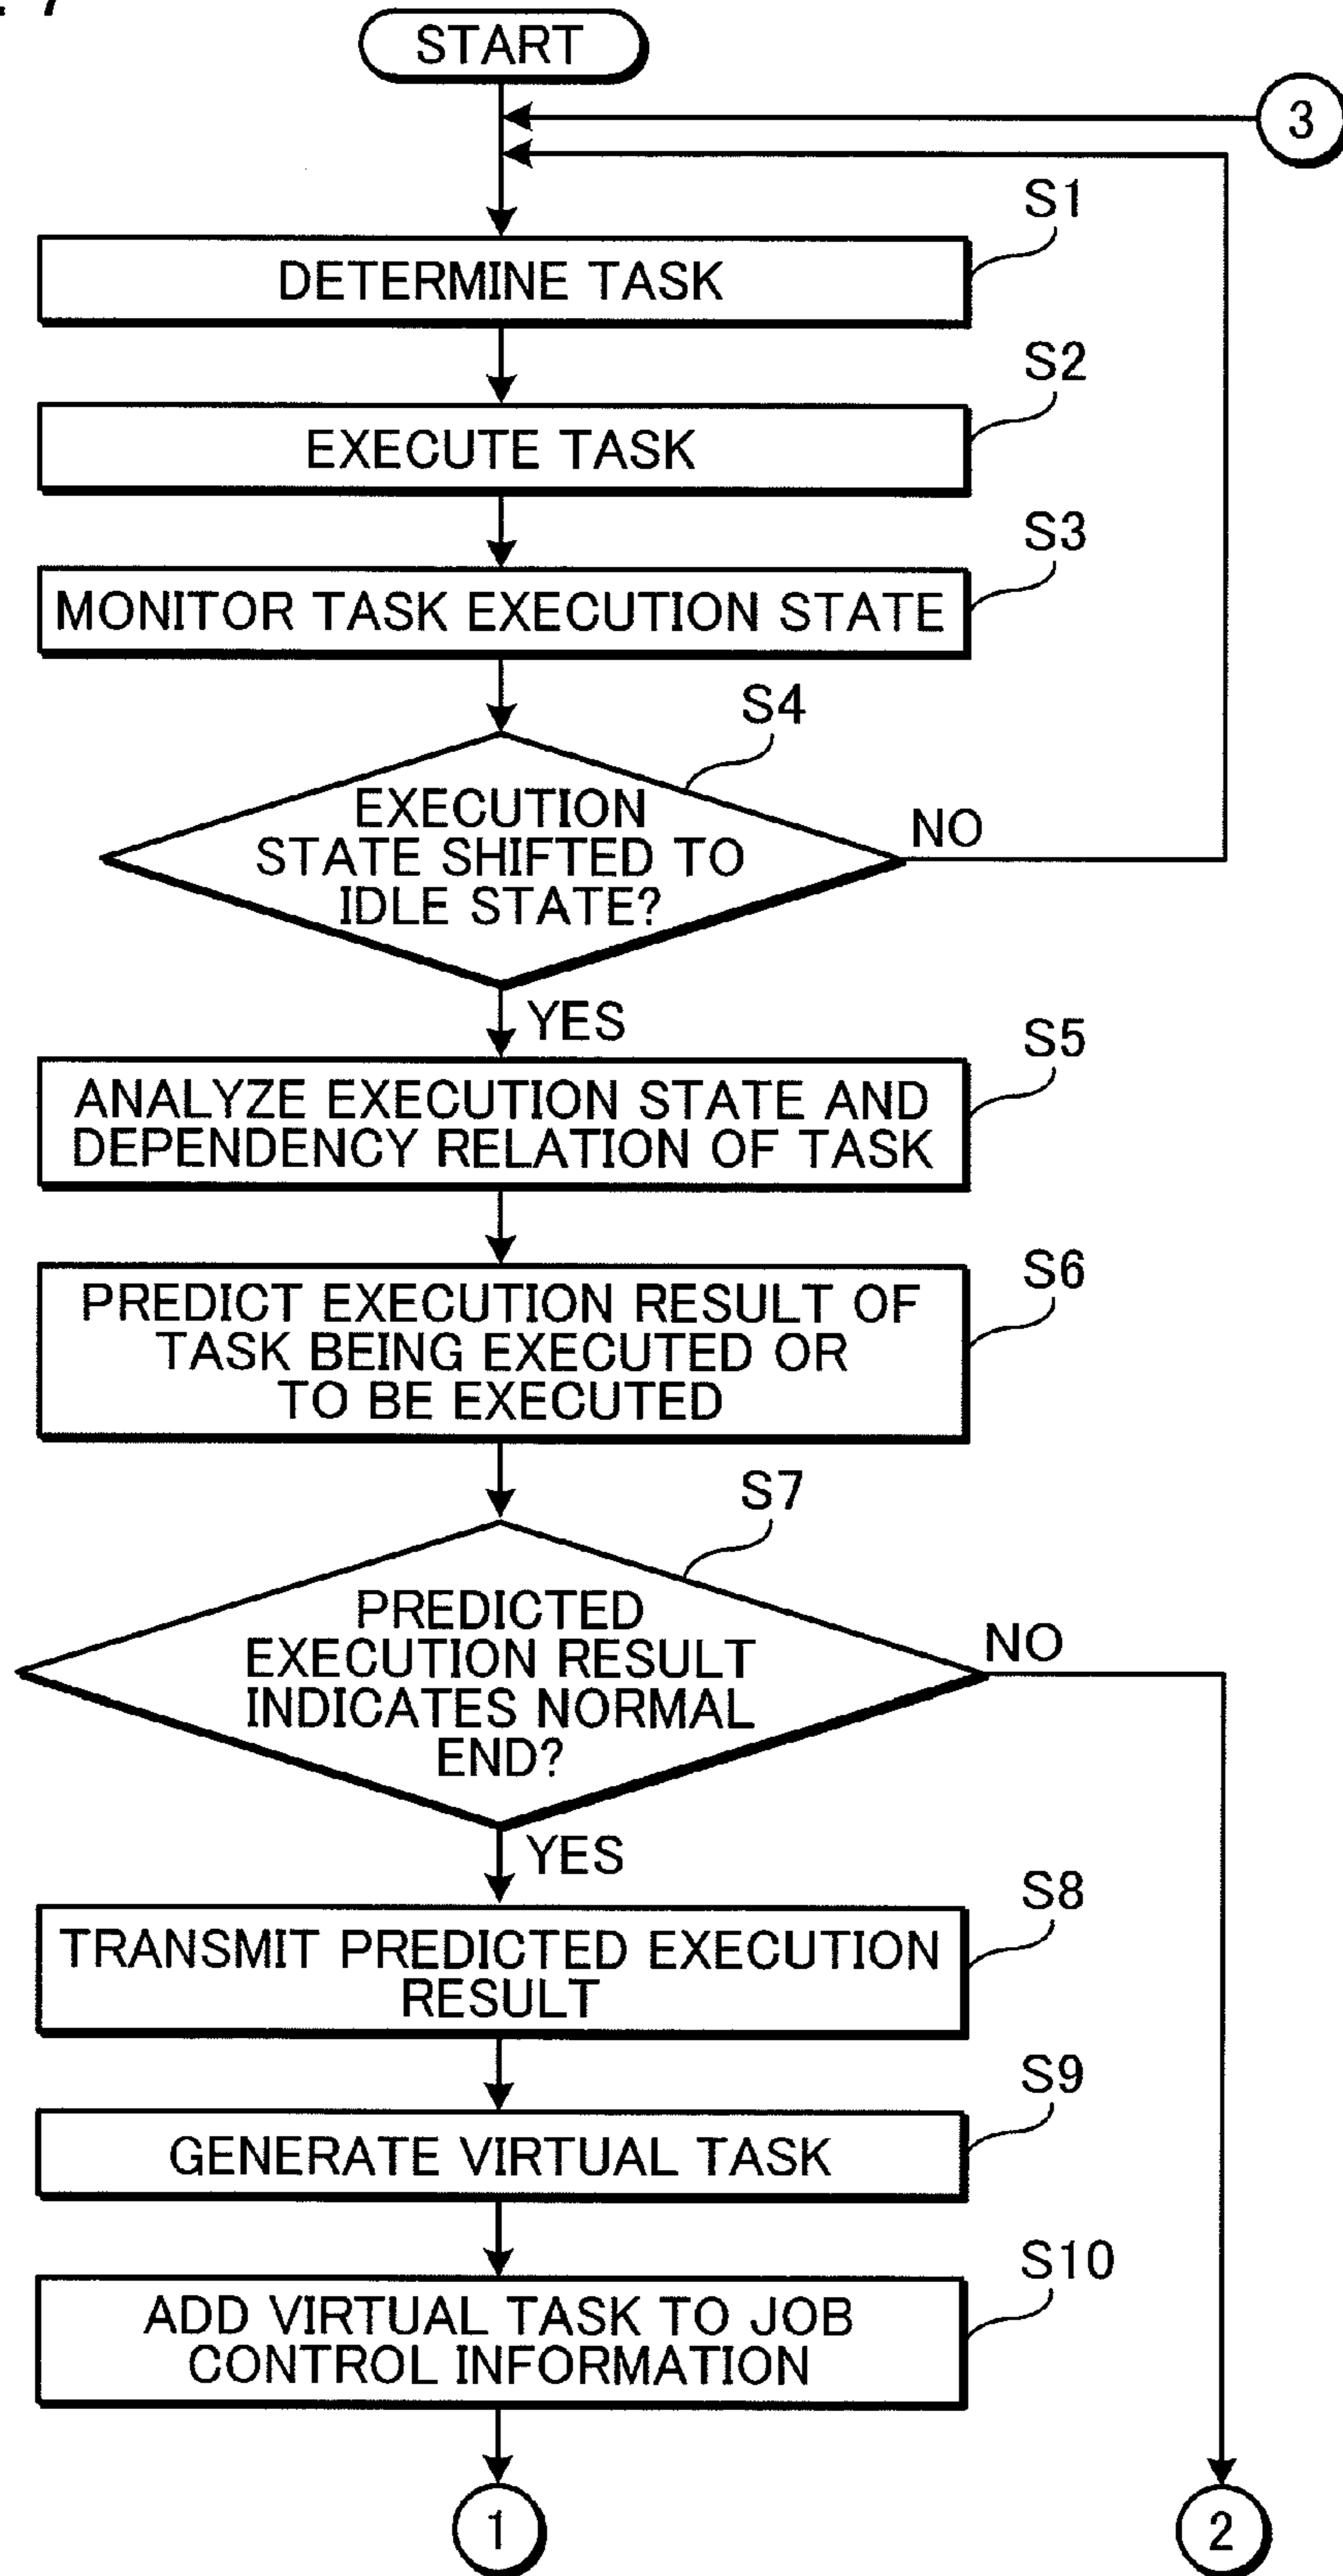 START
3
S1
DETERMINE TASK
S2
EXECUTE TASK
S3
MONITOR TASK EXECUTION STATE
S4
EXECUTION
STATE SHIFTED TO
IDLE STATE?
NO
YES
S5
ANALYZE EXECUTION STATE AND
DEPENDENCY RELATION OF TASK
S6
PREDICT EXECUTION RESULT OF
TASK BEING EXECUTED OR
TO BE EXECUTED
S7
PREDICTED
EXECUTION RESULT
INDICATES NORMAL
END?
NO
YES
S8
TRANSMIT PREDICTED EXECUTION
RESULT
S9
GENERATE VIRTUAL TASK
S10
ADD VIRTUAL TASK TO JOB
CONTROL INFORMATION
1
2